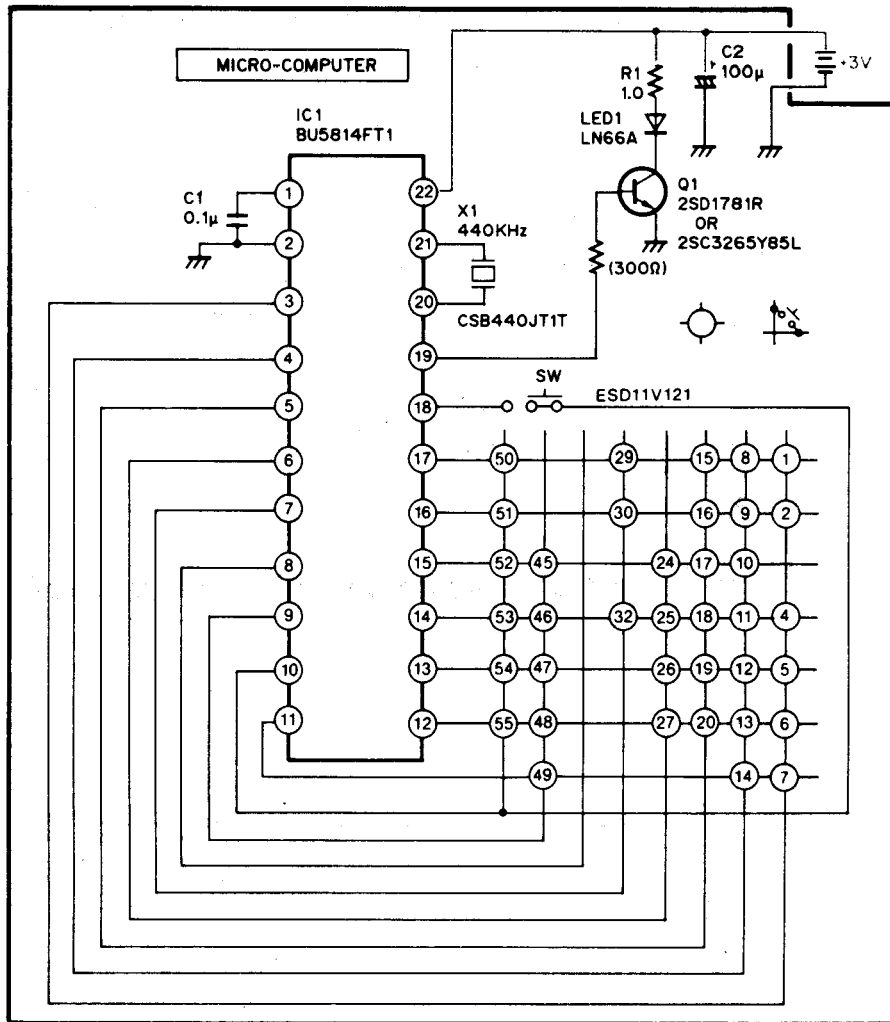 MICRO-COMPUTER
IC1
BU5814FT1
C1
0.1µ
R1
1.0
C2
+
100µ
+3V
LED1
LN66A
Q1
2SD1781R
OR
2SC3265Y85L
X1
440KHz
CSB440JT1T
(300Ω)
SW
ESD11V121
1 22
2 21
3 20
4 19
5 18
6 17 50 29 15 8 1
7 16 51 30 16 9 2
8 15 52 45 24 17 10
9 14 53 46 32 25 18 11 4
10 13 54 47 26 19 12 5
11 12 55 48 27 20 13 6
49 14 7